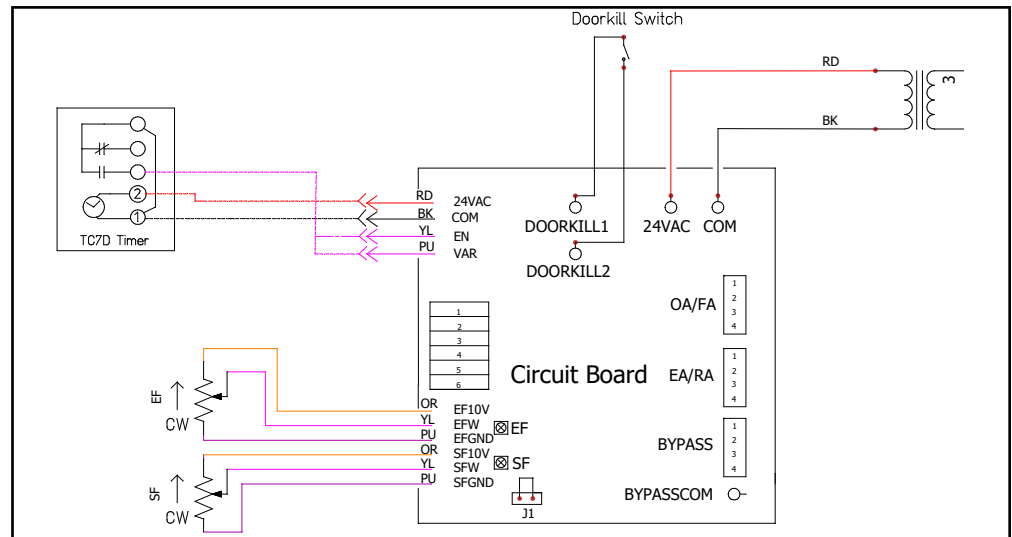 Doorkill Switch
RD
3
BK
2
1
TC7D Timer
RD
24VAC
BK
COM
YL
EN
PU
VAR
DOORKILL1
24VAC
COM
DOORKILL2
OA/FA
1
2
3
4
1
2
3
4
5
6
Circuit Board
EA/RA
1
2
3
4
EF
CW
OR
EF10V
YL
EFW
PU
EFGND
EF
OR
SF10V
YL
SFW
PU
SFGND
SF
BYPASS
1
2
3
4
SF
CW
J1
BYPASSCOM